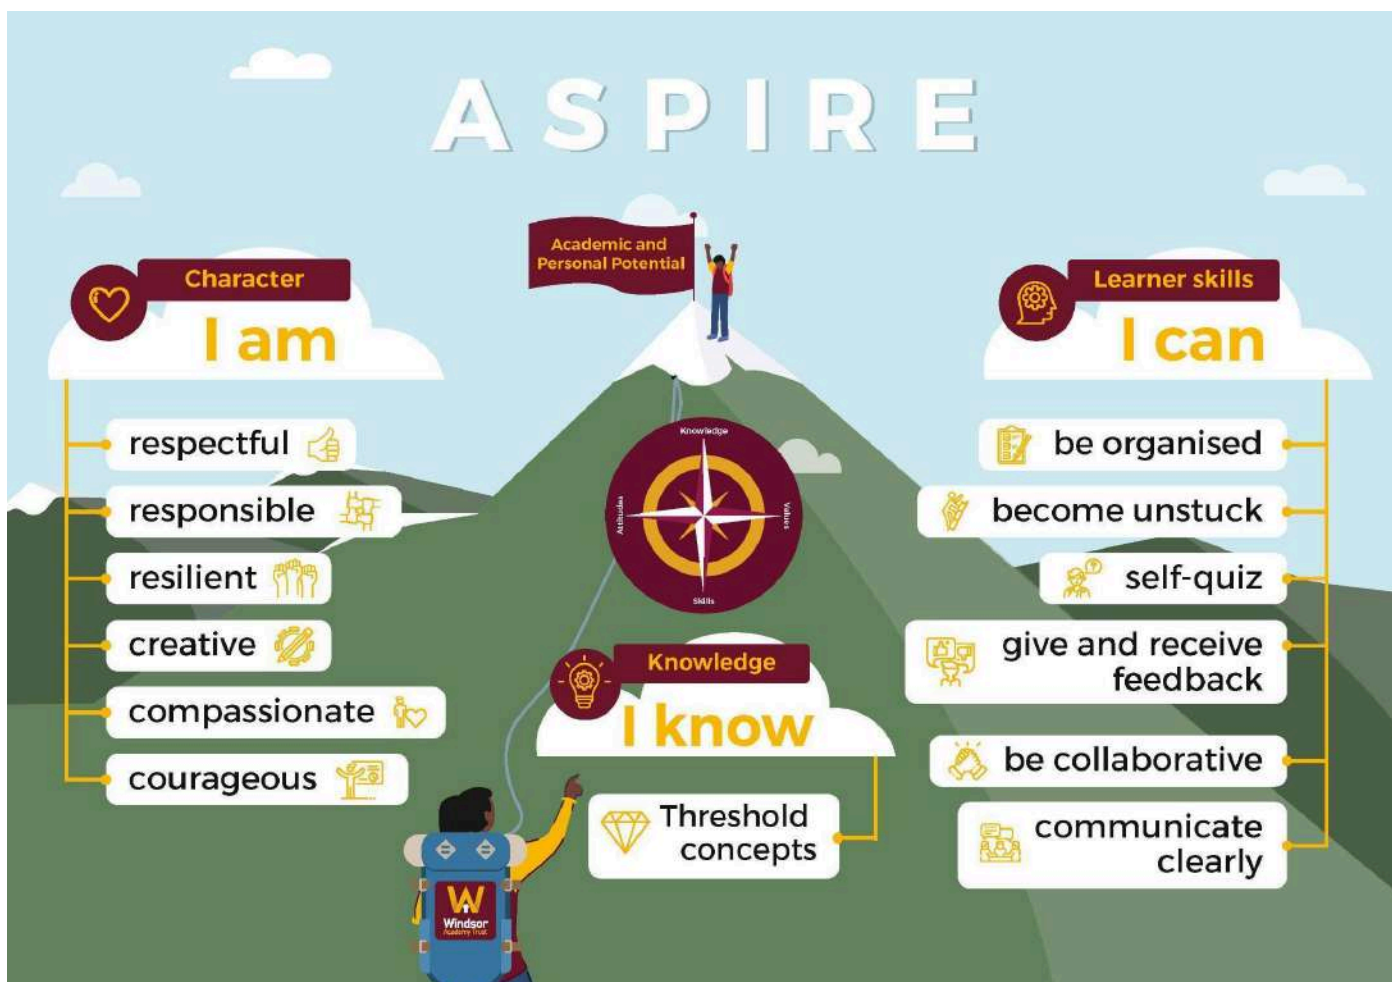 ASPIRE
Academic and
Personal Potential
Character
I am
respectful
responsible
resilient
creative
compassionate
courageous
Knowledge
Values
Skills
Attitudes
Knowledge
I know
Threshold
concepts
Learner skills
I can
be organised
become unstuck
self-quiz
give and receive
feedback
be collaborative
communicate
clearly
W
Windsor
Academy Trust